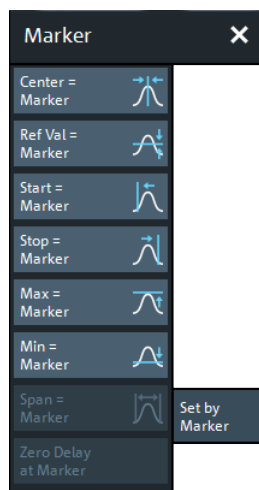 Marker
Center =
Marker
Ref Val =
Marker
Start =
Marker
Stop =
Marker
Max =
Marker
Min =
Marker
Span =
Marker
Set by
Marker
Zero Delay
at Marker